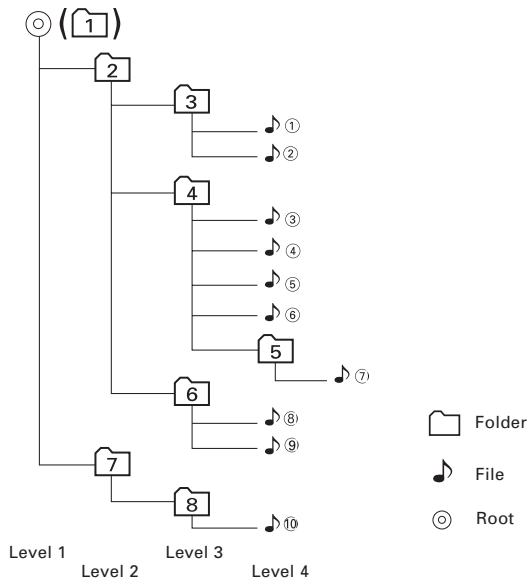 (1)
2
3
①
②
4
③
④
⑤
⑥
5
⑦
6
⑧
⑨
7
8
⑩
Folder
File
Root
Level 1
Level 2
Level 3
Level 4